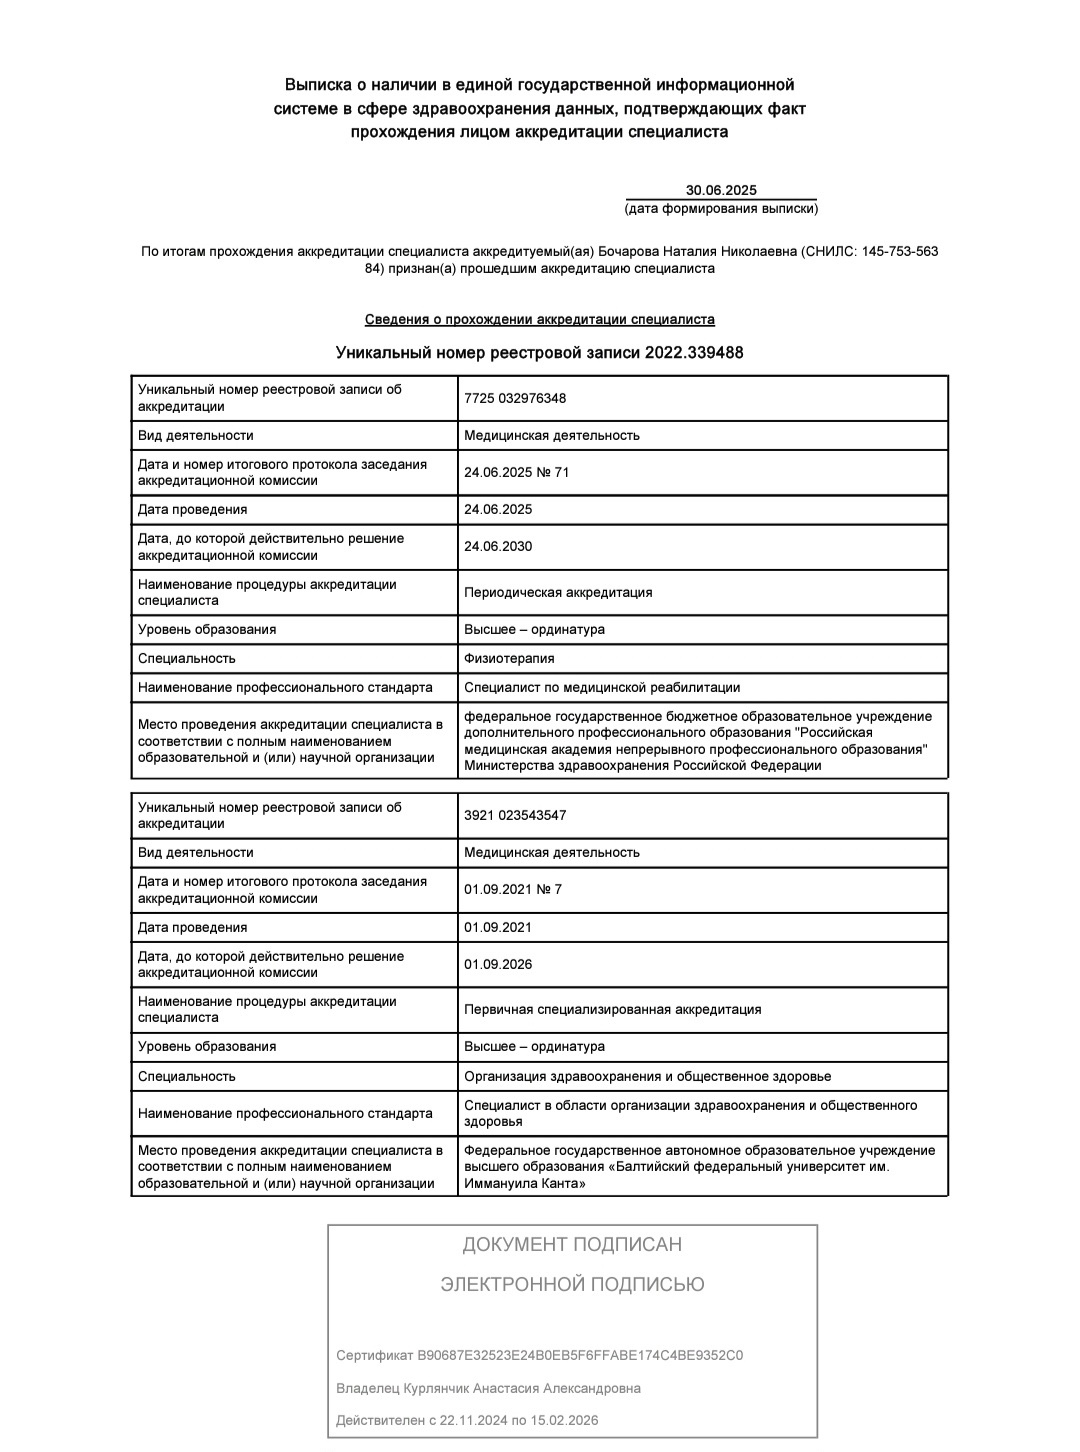 Выписка о наличии в единой государственной информационной
системе в сфере здравоохранения данных, подтверждающих факт
прохождения лицом аккредитации специалиста
30.06.2025
(дата формирования выписки)
По итогам прохождения аккредитации специалиста аккредитуемый(ая) Бочарова Наталия Николаевна (СНИЛС: 145-753-563
84) признан(а) прошедшим аккредитацию специалиста
Сведения о прохождении аккредитации специалиста
Уникальный номер реестровой записи 2022.339488
Уникальный номер реестровой записи об
аккредитации
7725 032976348
Вид деятельности
Медицинская деятельность
Дата и номер итогового протокола заседания
аккредитационной комиссии
24.06.2025 № 71
Дата проведения
24.06.2025
Дата, до которой действительно решение
аккредитационной комиссии
24.06.2030
Наименование процедуры аккредитации
специалиста
Периодическая аккредитация
Уровень образования
Высшее – ординатура
Специальность
Физиотерапия
Наименование профессионального стандарта
Специалист по медицинской реабилитации
Место проведения аккредитации специалиста в
соответствии с полным наименованием
образовательной и (или) научной организации
федеральное государственное бюджетное образовательное учреждение
дополнительного профессионального образования "Российская
медицинская академия непрерывного профессионального образования"
Министерства здравоохранения Российской Федерации
Уникальный номер реестровой записи об
аккредитации
3921 023543547
Вид деятельности
Медицинская деятельность
Дата и номер итогового протокола заседания
аккредитационной комиссии
01.09.2021 № 7
Дата проведения
01.09.2021
Дата, до которой действительно решение
аккредитационной комиссии
01.09.2026
Наименование процедуры аккредитации
специалиста
Первичная специализированная аккредитация
Уровень образования
Высшее – ординатура
Специальность
Организация здравоохранения и общественное здоровье
Наименование профессионального стандарта
Специалист в области организации здравоохранения и общественного
здоровья
Место проведения аккредитации специалиста в
соответствии с полным наименованием
образовательной и (или) научной организации
Федеральное государственное автономное образовательное учреждение
высшего образования «Балтийский федеральный университет им.
Иммануила Канта»
ДОКУМЕНТ ПОДПИСАН
ЭЛЕКТРОННОЙ ПОДПИСЬЮ
Сертификат B90687E32523E24B0EB5F6FFABE174C4BE9352C0
Владелец Курлянчик Анастасия Александровна
Действителен с 22.11.2024 по 15.02.2026